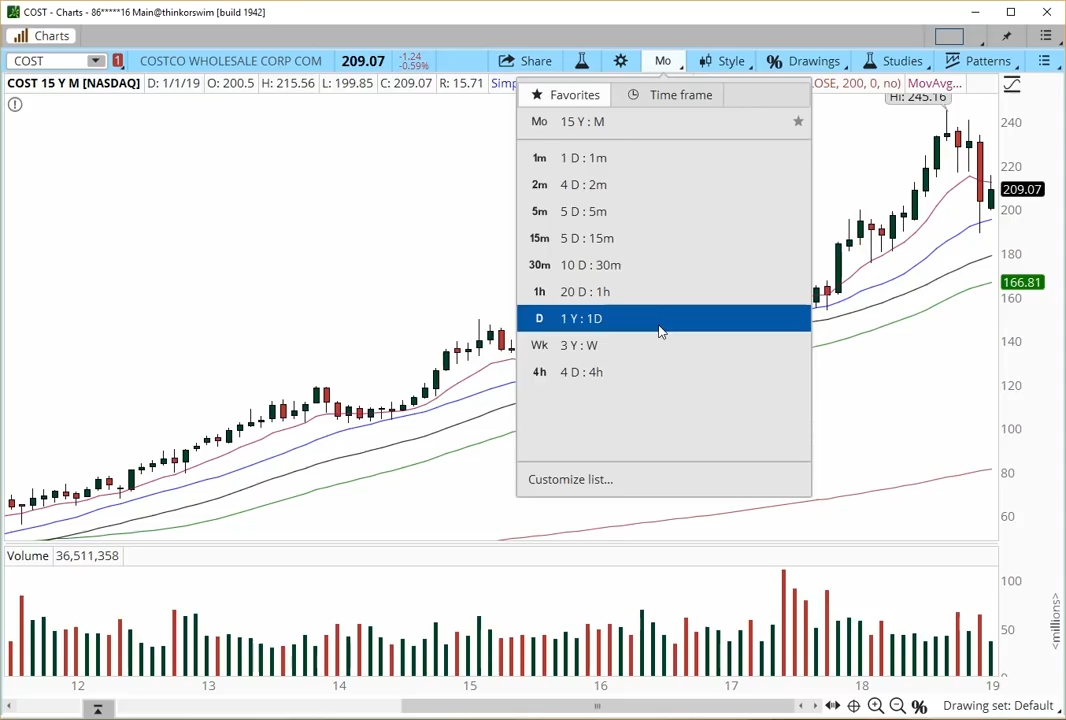 COST - Charts - 86*****16 Main@thinkorswim [build 1942]
Charts
COST 1 COSTCO WHOLESALE CORP COM 209.07 -1.24 -0.59% Share Mo Style Drawings Studies Patterns
COST 15 Y M [NASDAQ] D: 1/1/19 O: 200.5 H: 215.56 L: 199.85 C: 209.07 R: 15.71 Simp LOSE, 200, 0, no) MovAvg...
Favorites Time frame
Hi: 245.16
Mo 15 Y : M
1m 1 D : 1m
2m 4 D : 2m
5m 5 D : 5m
15m 5 D : 15m
30m 10 D : 30m
1h 20 D : 1h
D 1 Y : 1D
Wk 3 Y : W
4h 4 D : 4h
Customize list...
240
220
209.07
200
180
166.81
160
140
120
100
80
60
Volume 36,511,358
100
50
<millions>
12 13 14 15 16 17 18 19
Drawing set: Default